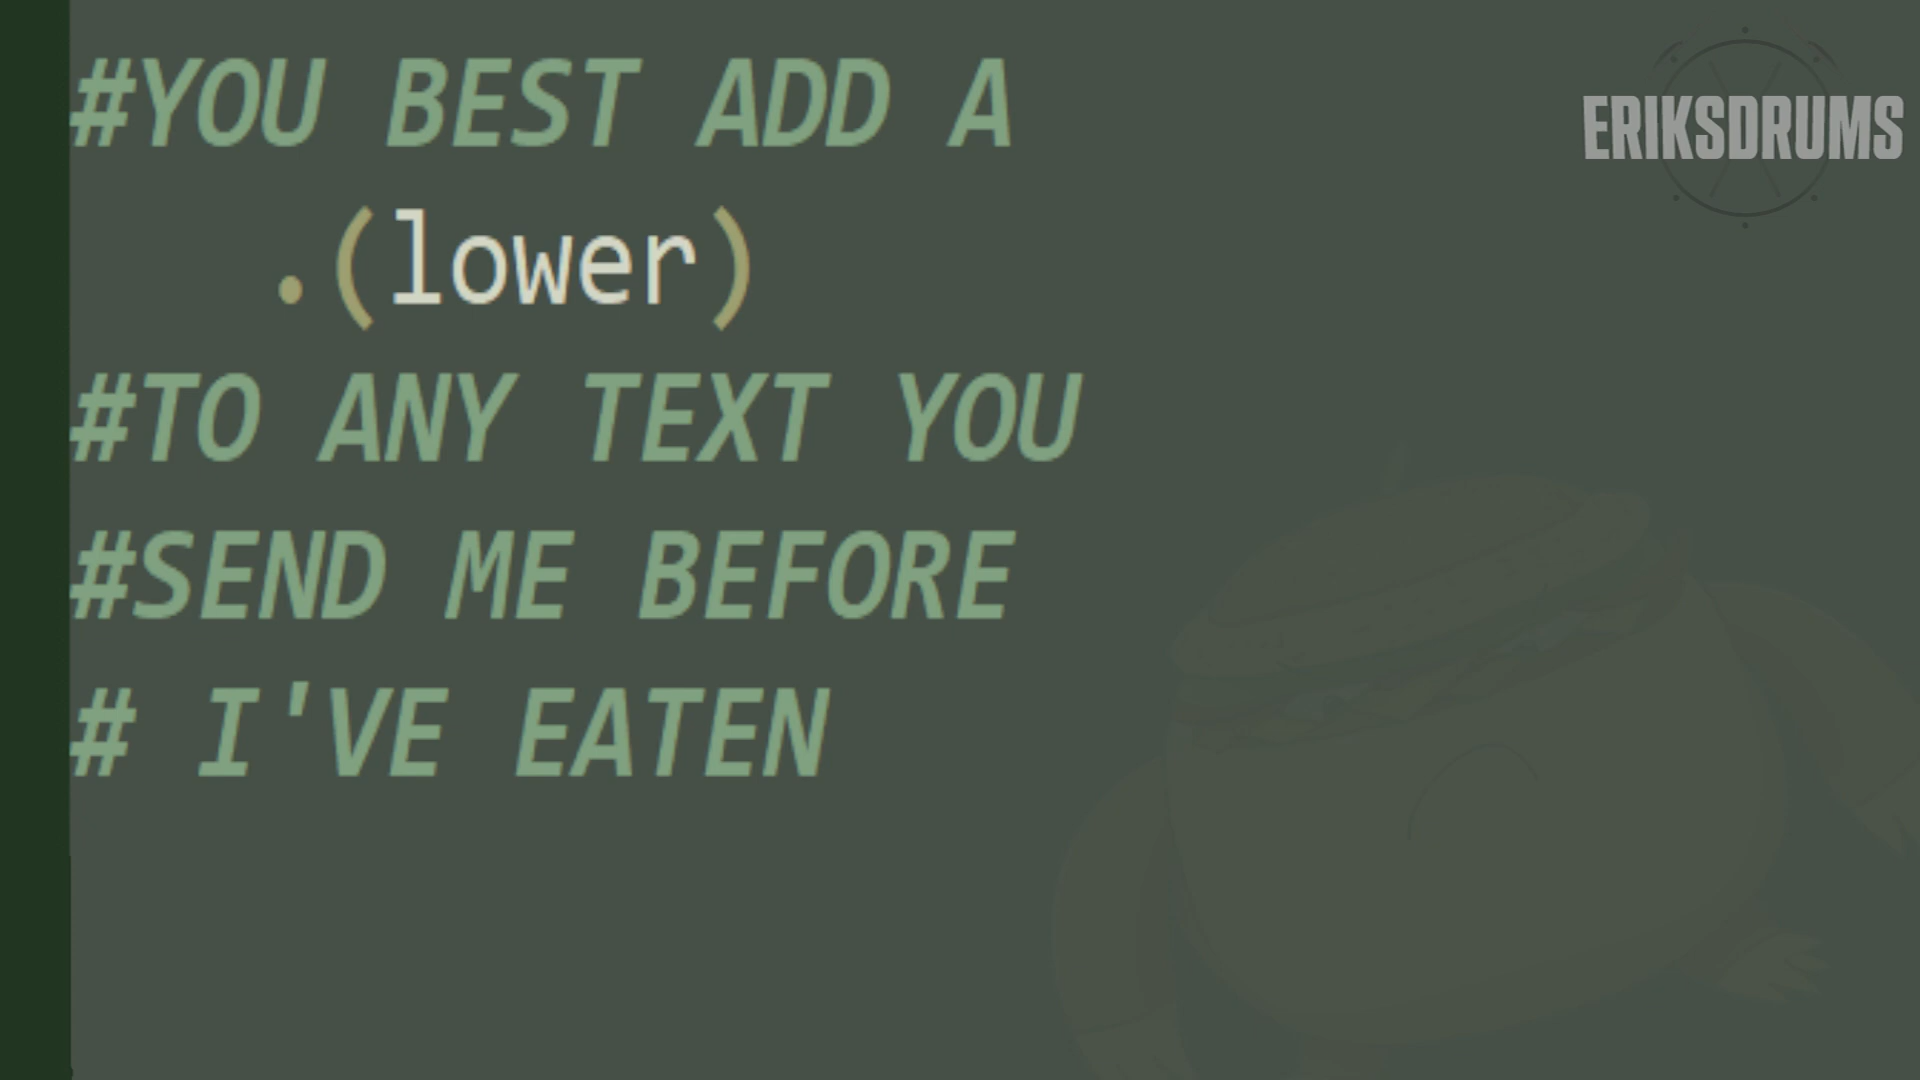 #YOU BEST ADD A
.(lower)
#TO ANY TEXT YOU
#SEND ME BEFORE
# I'VE EATEN
ERIKSDRUMS